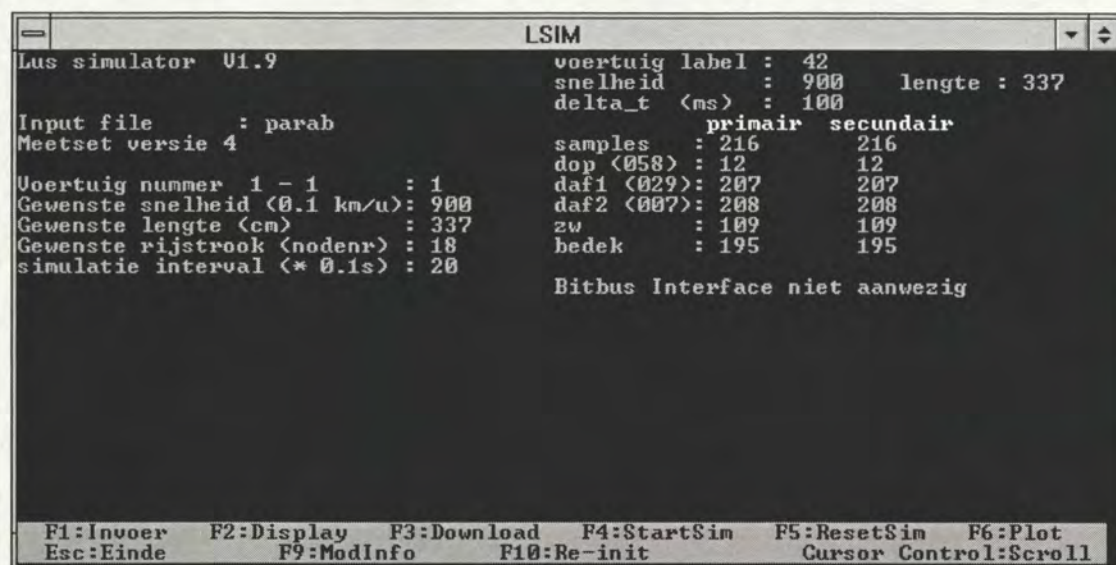 LSIM
Lus simulator V1.9
Input file : parab
Meetset versie 4
Voertuig nummer 1 - 1 : 1
Gewenste snelheid (0.1 km/u): 900
Gewenste lengte (cm) : 337
Gewenste rijstrook (nodenr) : 18
simulatie interval (* 0.1s) : 20
voertuig label : 42
snelheid : 900 lengte : 337
delta_t (ms) : 100
primair secundair
samples : 216 216
dop (058) : 12 12
daf1 (029): 207 207
daf2 (007): 208 208
zw : 109 109
bedek : 195 195
Bitbus Interface niet aanwezig
F1:Invoer F2:Display F3:Download F4:StartSim F5:ResetSim F6:Plot
Esc:Einde F9:ModInfo F10:Re-init Cursor Control:Scroll